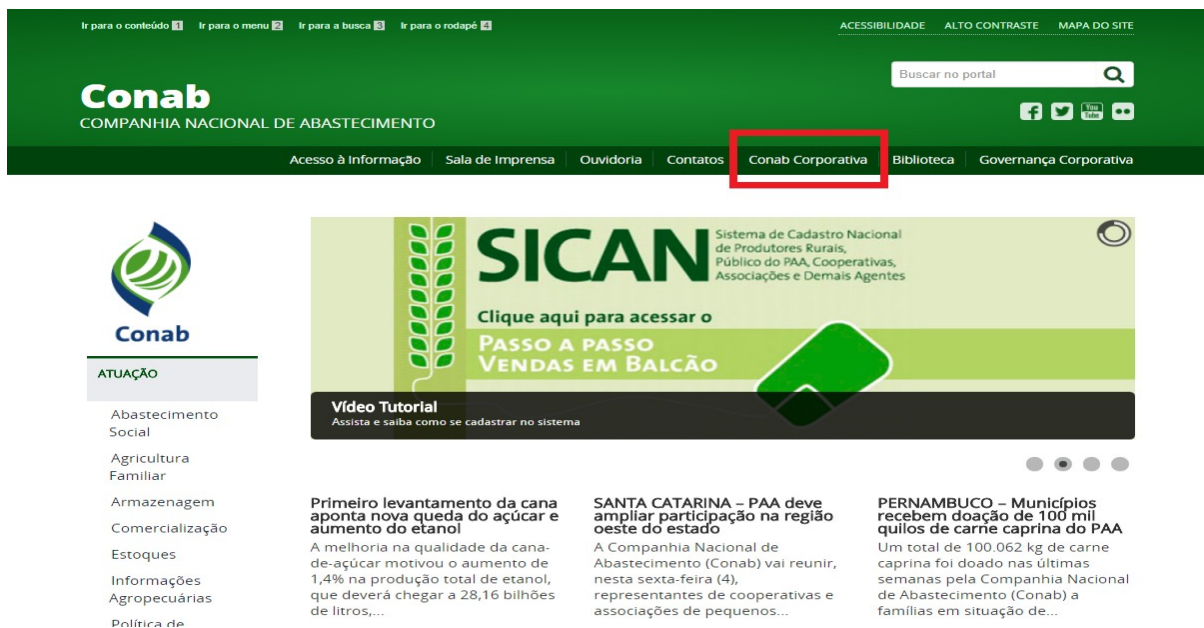 Ir para o conteúdo 1 Ir para o menu 2 Ir para a busca 3 Ir para o rodapé 4
ACESSIBILIDADE ALTO CONTRASTE MAPA DO SITE
Buscar no portal
Conab
COMPANHIA NACIONAL DE ABASTECIMENTO
You Tube
Acesso à Informação Sala de Imprensa Ouvidoria Contatos Conab Corporativa Biblioteca Governança Corporativa
Conab
ATUAÇÃO
Abastecimento
Social
Agricultura
Familiar
Armazenagem
Comercialização
Estoques
Informações
Agropecuárias
Política de
SICAN
Sistema de Cadastro Nacional
de Produtores Rurais,
Público do PAA, Cooperativas,
Associações e Demais Agentes
Clique aqui para acessar o
PASSO A PASSO
VENDAS EM BALCÃO
Vídeo Tutorial
Assista e saiba como se cadastrar no sistema
Primeiro levantamento da cana
aponta nova queda do açúcar e
aumento do etanol
A melhoria na qualidade da cana-
de-açúcar motivou o aumento de
1,4% na produção total de etanol,
que deverá chegar a 28,16 bilhões
de litros,...
SANTA CATARINA – PAA deve
ampliar participação na região
oeste do estado
A Companhia Nacional de
Abastecimento (Conab) vai reunir,
nesta sexta-feira (4),
representantes de cooperativas e
associações de pequenos...
PERNAMBUCO – Municípios
recebem doação de 100 mil
quilos de carne caprina do PAA
Um total de 100.062 kg de carne
caprina foi doado nas últimas
semanas pela Companhia Nacional
de Abastecimento (Conab) a
famílias em situação de...